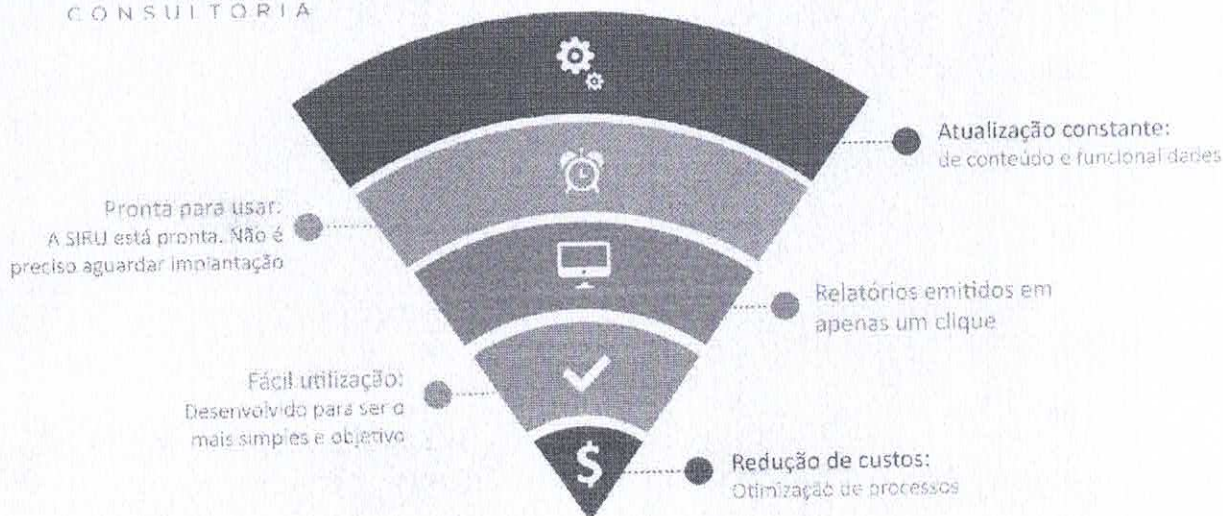 CONSULTORIA
Atualização constante:
de conteúdo e funcionalidades
Pronta para usar:
A SIRU está pronta. Não é
preciso aguardar implantação
Relatórios emitidos em
apenas um clique
Fácil utilização:
Desenvolvido para ser o
mais simples e objetivo
$
Redução de custos:
Otimização de processos